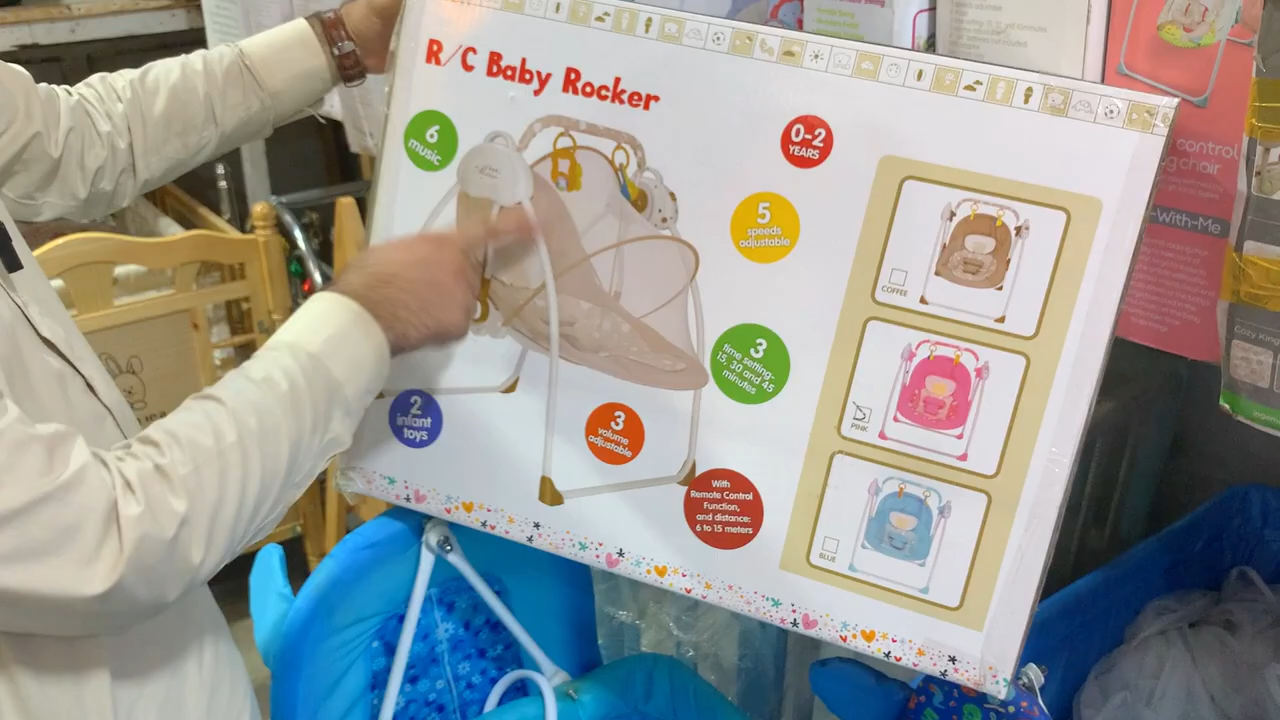 R/C Baby Rocker
6
music
0-2
YEARS
5
speeds
adjustable
3
time setting-
15, 30 and 45
minutes
2
infant
toys
3
volume
adjustable
With
Remote Control
Function,
and distance:
6 to 15 meters
COFFEE
PINK
BLUE
control
g chair
-With-Me
Cozy King